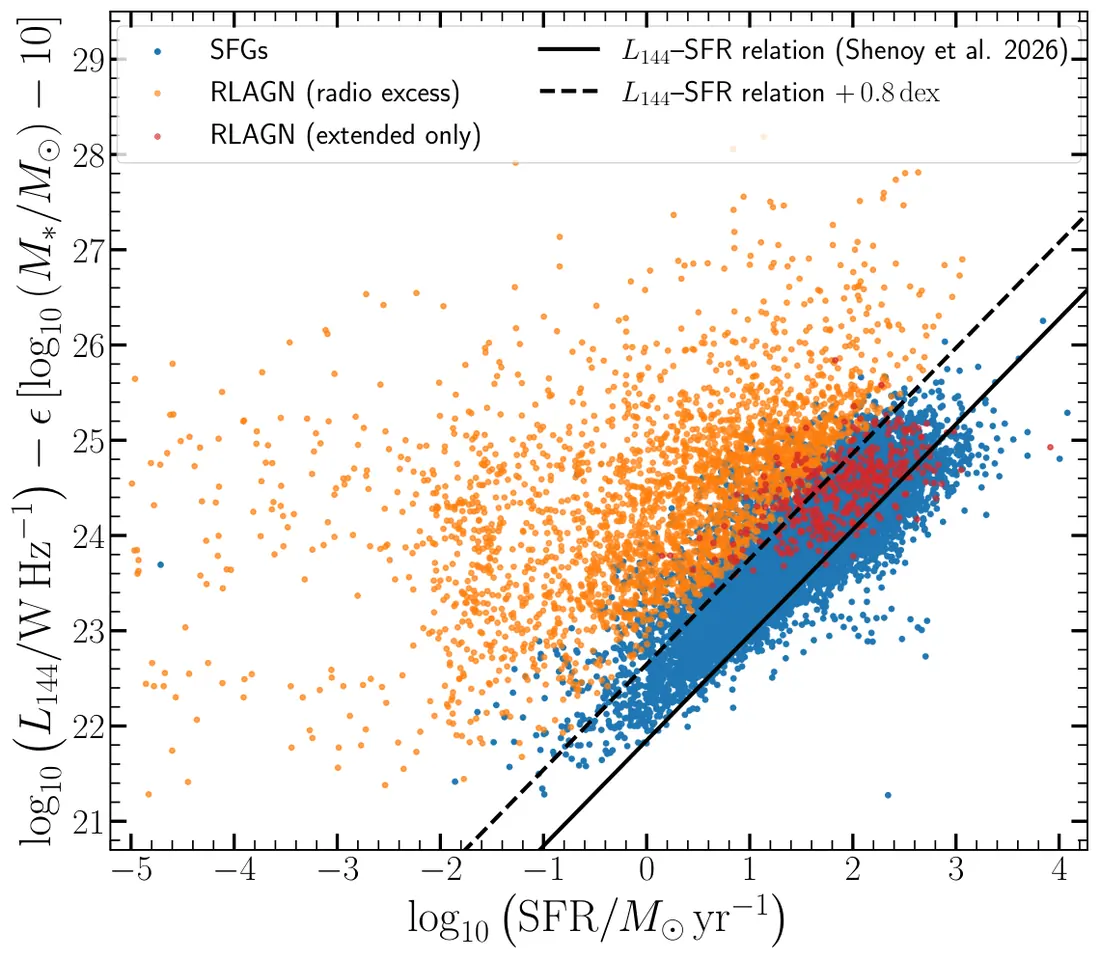 SFGs
RLAGN (radio excess)
RLAGN (extended only)
L₁₄₄–SFR relation (Shenoy et al. 2026)
L₁₄₄–SFR relation + 0.8 dex
log₁₀ (L₁₄₄/W Hz⁻¹) − ϵ [log₁₀ (M∗/M⊙) − 10]
29
28
27
26
25
24
23
22
21
−5 −4 −3 −2 −1 0 1 2 3 4
log₁₀ (SFR/M⊙ yr⁻¹)